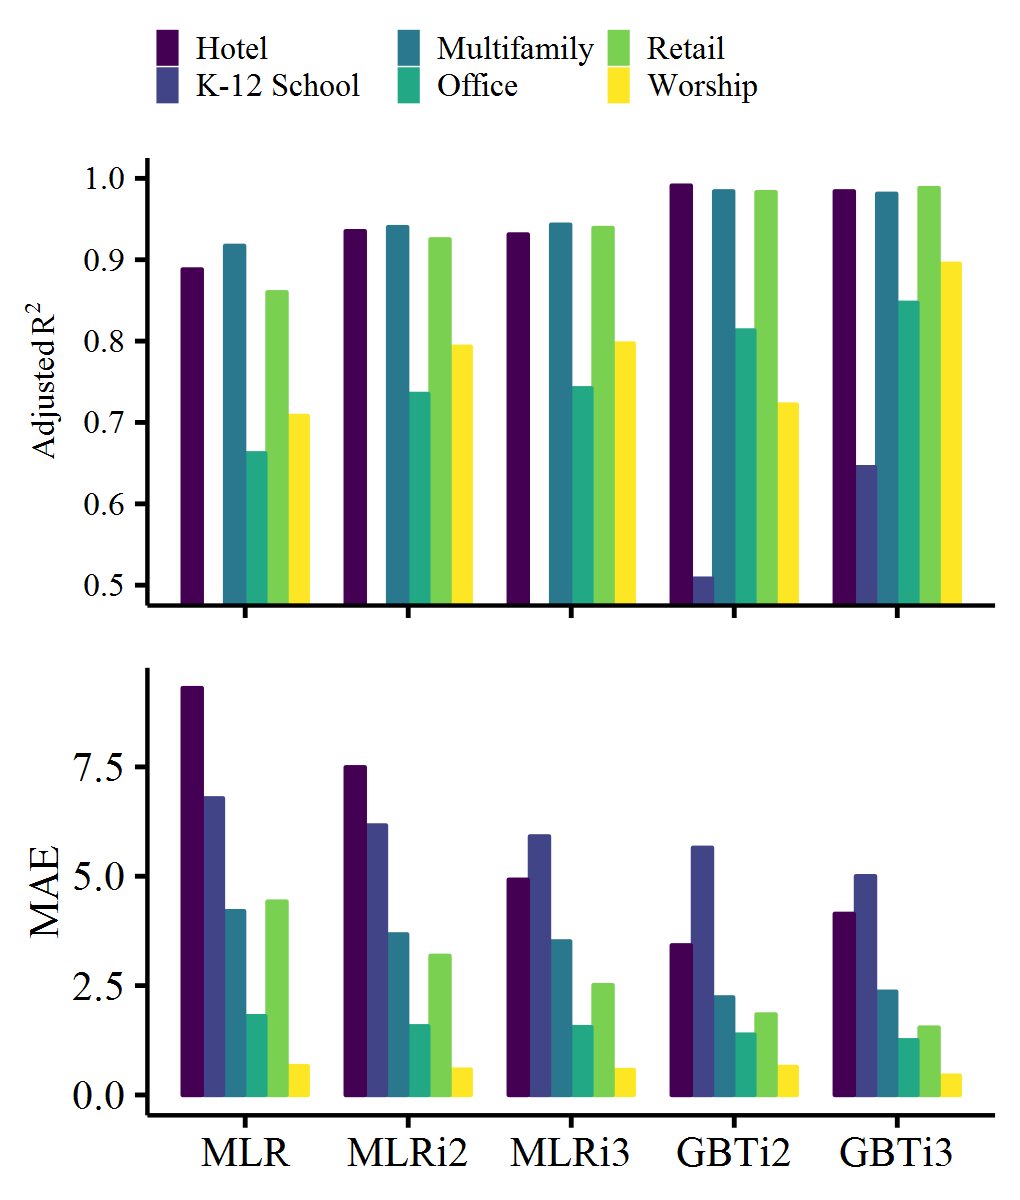 Hotel Multifamily Retail
K-12 School Office Worship
1.0
0.9
0.8
0.7
0.6
0.5
Adjusted R²
7.5
5.0
2.5
0.0
MAE
MLR MLRi2 MLRi3 GBTi2 GBTi3